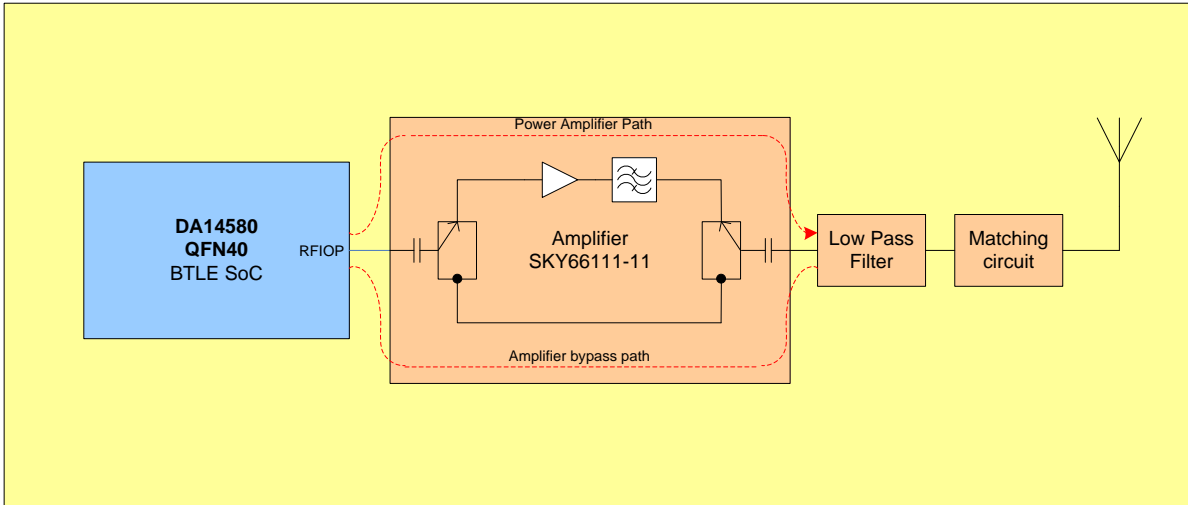 Power Amplifier Path
DA14580
QFN40
BTLE SoC
RFIOP
Amplifier
SKY66111-11
Low Pass
Filter
Matching
circuit
Amplifier bypass path